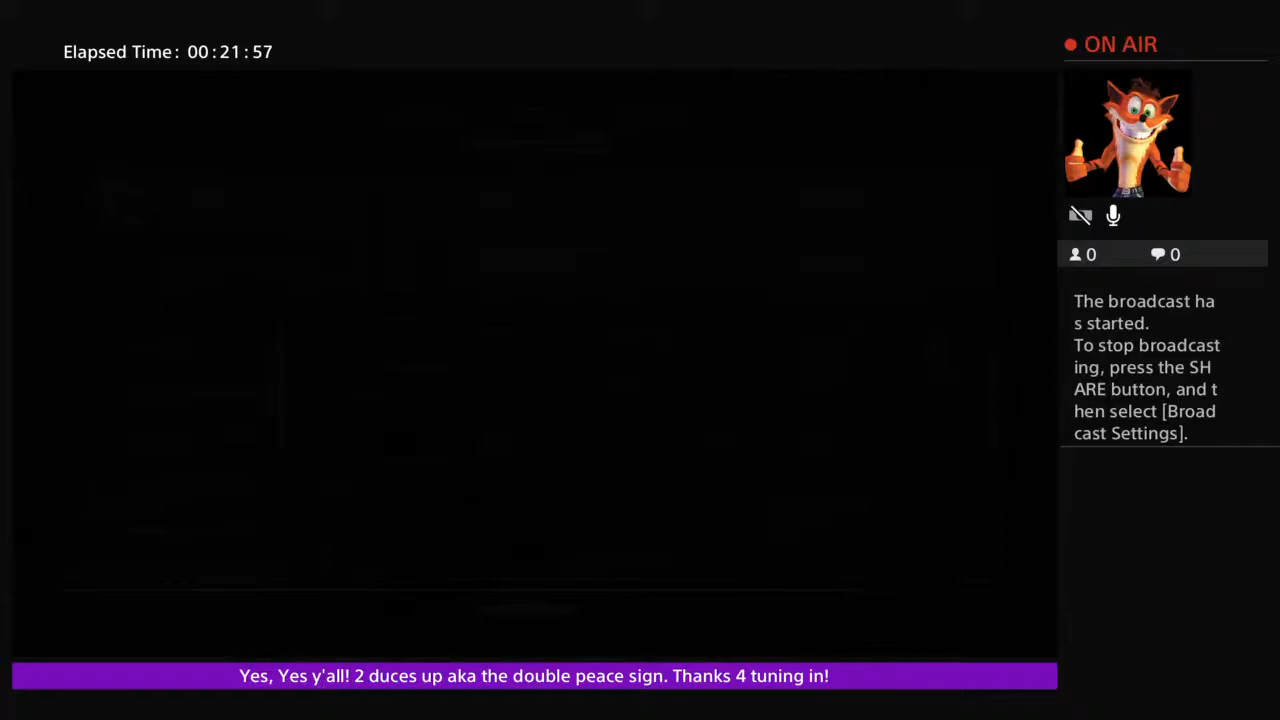 Elapsed Time: 00:21:57
ON AIR
0 0
The broadcast ha
s started.
To stop broadcast
ing, press the SH
ARE button, and t
hen select [Broad
cast Settings].
Yes, Yes y'all! 2 duces up aka the double peace sign. Thanks 4 tuning in!